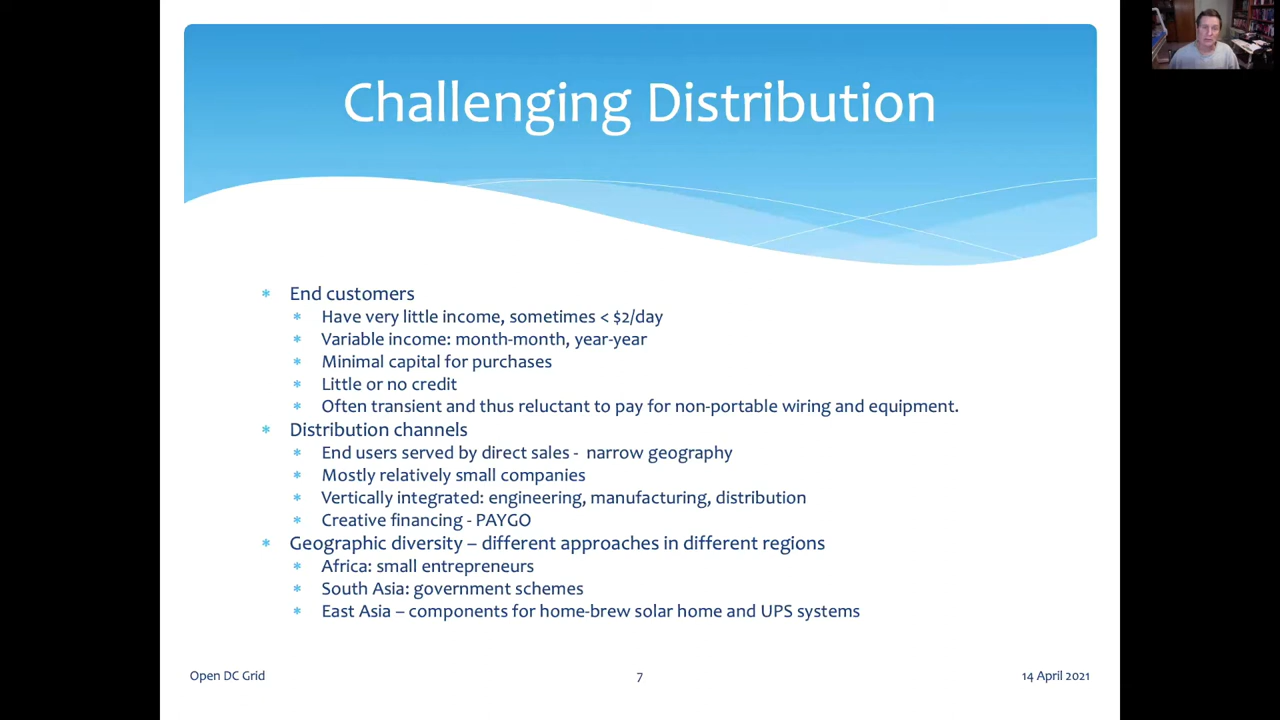 Challenging Distribution
* End customers
* Have very little income, sometimes < $2/day
* Variable income: month-month, year-year
* Minimal capital for purchases
* Little or no credit
* Often transient and thus reluctant to pay for non-portable wiring and equipment.
* Distribution channels
* End users served by direct sales - narrow geography
* Mostly relatively small companies
* Vertically integrated: engineering, manufacturing, distribution
* Creative financing - PAYGO
* Geographic diversity – different approaches in different regions
* Africa: small entrepreneurs
* South Asia: government schemes
* East Asia – components for home-brew solar home and UPS systems
Open DC Grid
7
14 April 2021